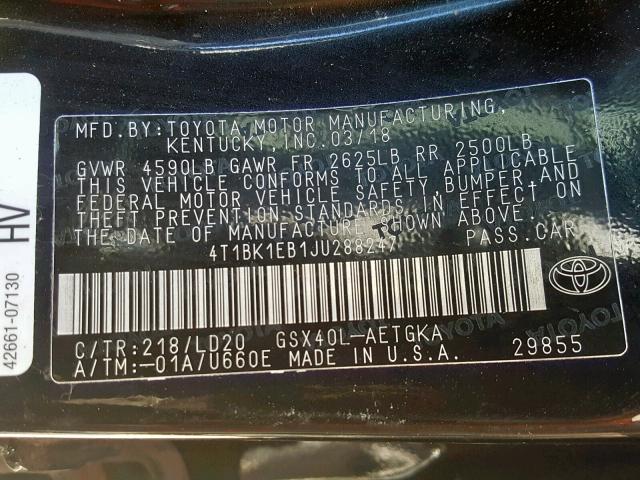 MFD. BY:TOYOTA MOTOR MANUFACTURING,
KENTUCKY, INC. 03/18
GVWR 4590LB GAWR FR 2625LB RR 2500LB
THIS VEHICLE CONFORMS TO ALL APPLICABLE
FEDERAL MOTOR VEHICLE SAFETY, BUMPER AND
THEFT PREVENTION STANDARDS IN EFFECT ON
THE DATE OF MANUFACTURE SHOWN ABOVE.
4T1BK1EB1JU288247
PASS.CAR
C/TR:218/LD20 GSX40L-AETGKA
A/TM:-01A/U660E MADE IN U.S.A.
29855
TOYOTA
HV
42661-07130